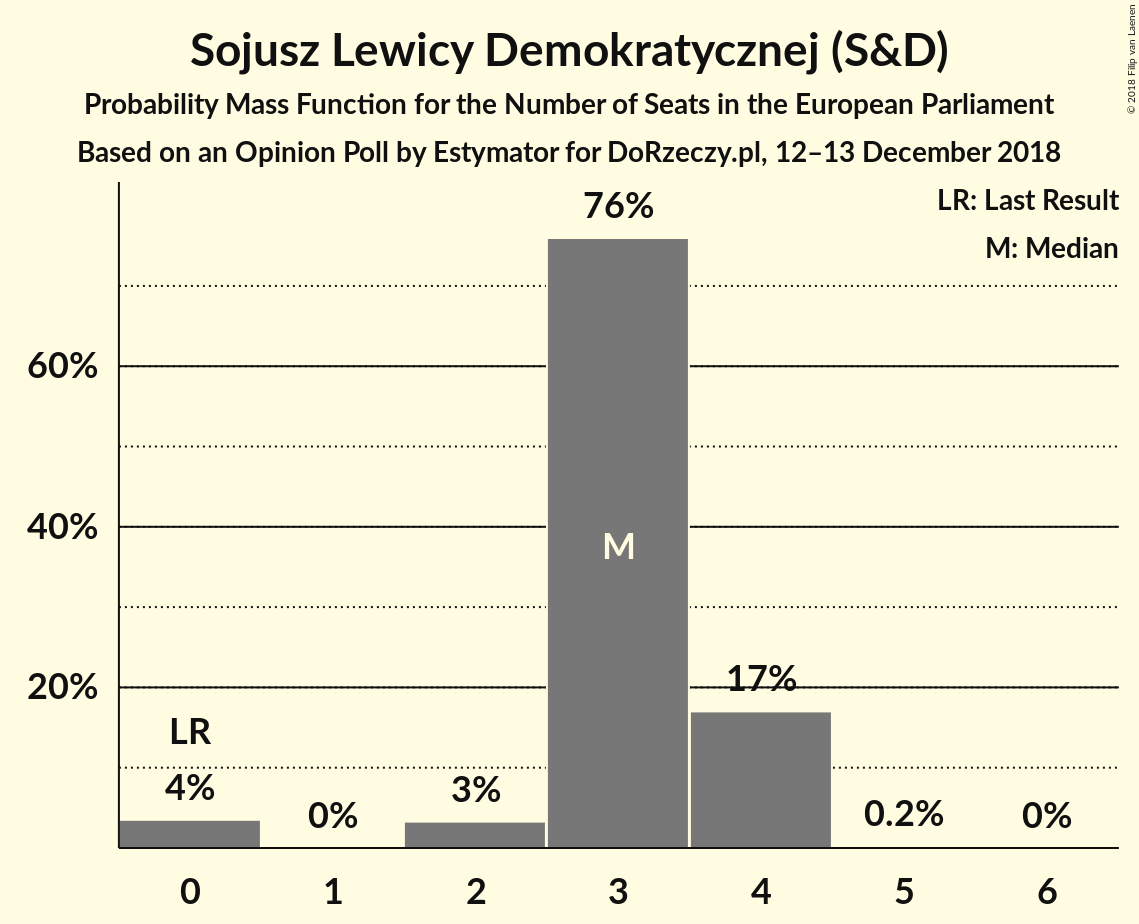 Sojusz Lewicy Demokratycznej (S&D)
Probability Mass Function for the Number of Seats in the European Parliament
Based on an Opinion Poll by Estymator for DoRzeczy.pl, 12–13 December 2018
© 2018 Filip van Laenen
LR: Last Result
M: Median
76%
60%
40%
M
20%
17%
LR
4%
0%
3%
0.2%
0%
0 1 2 3 4 5 6